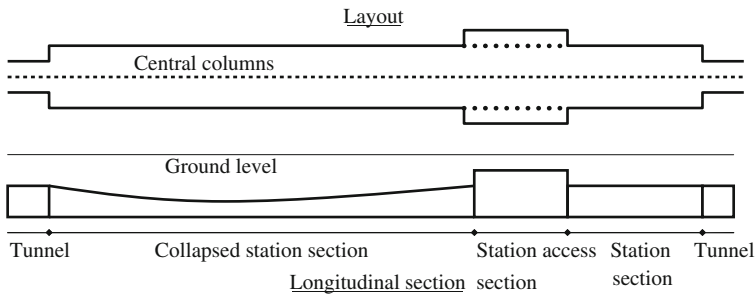 Layout
Central columns
Ground level
Tunnel Collapsed station section Station access Station Tunnel
Longitudinal section section section